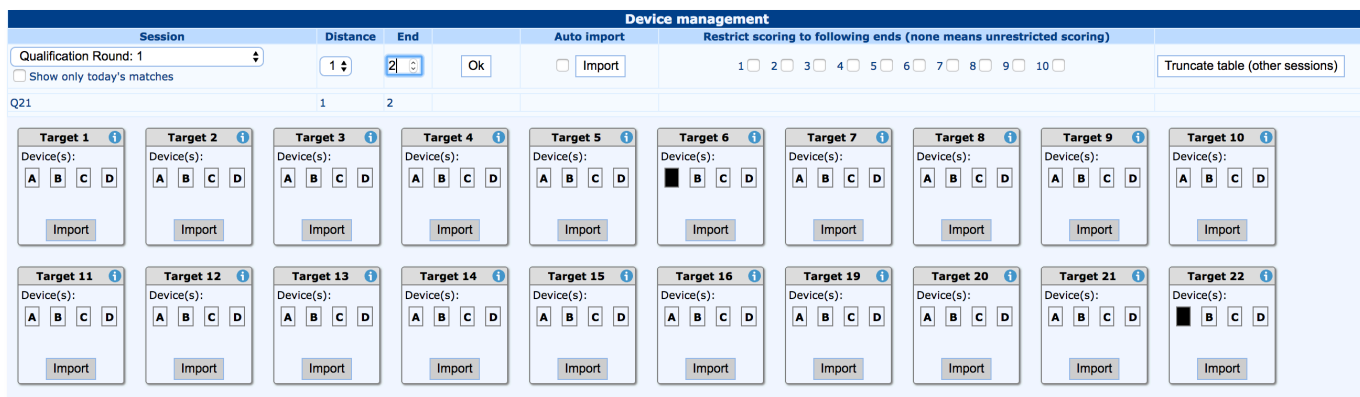 Device management
Session Distance End Auto import Restrict scoring to following ends (none means unrestricted scoring)
Qualification Round: 1 1 2 Ok Import 1 2 3 4 5 6 7 8 9 10 Truncate table (other sessions)
Show only today's matches
Q21 1 2
Target 1 i Target 2 i Target 3 i Target 4 i Target 5 i Target 6 i Target 7 i Target 8 i Target 9 i Target 10 i
Device(s): Device(s): Device(s): Device(s): Device(s): Device(s): Device(s): Device(s): Device(s): Device(s):
A B C D A B C D A B C D A B C D A B C D B C D A B C D A B C D A B C D A B C D
Import Import Import Import Import Import Import Import Import Import
Target 11 i Target 12 i Target 13 i Target 14 i Target 15 i Target 16 i Target 19 i Target 20 i Target 21 i Target 22 i
Device(s): Device(s): Device(s): Device(s): Device(s): Device(s): Device(s): Device(s): Device(s): Device(s):
A B C D A B C D A B C D A B C D A B C D A B C D A B C D A B C D A B C D B C D
Import Import Import Import Import Import Import Import Import Import